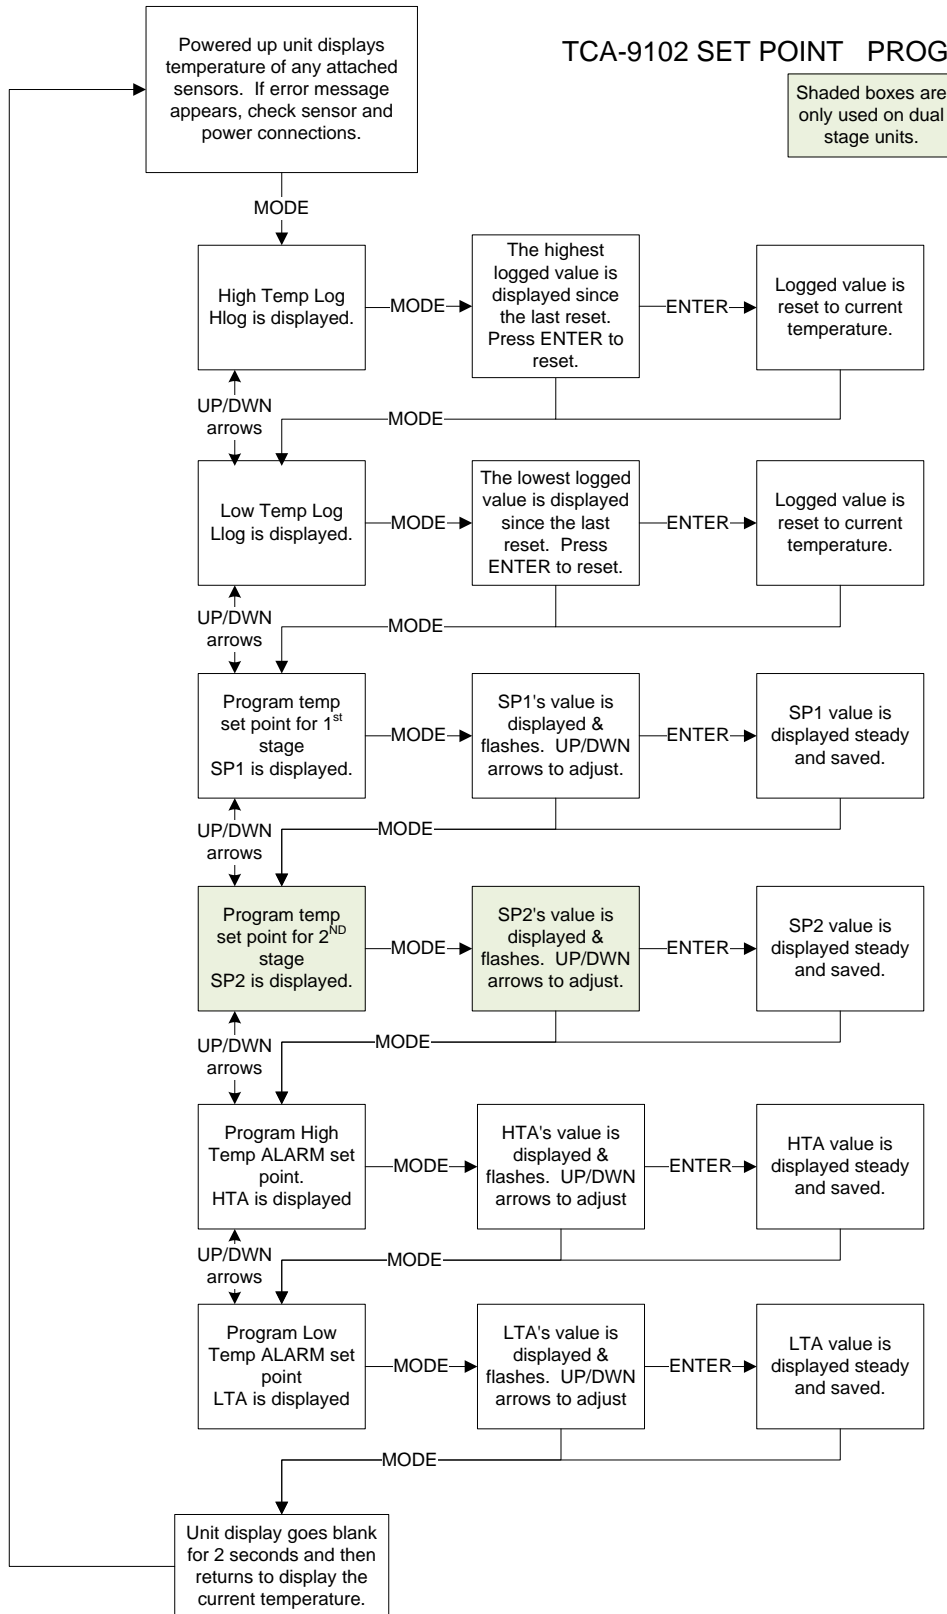 Powered up unit displays
temperature of any attached
sensors. If error message
appears, check sensor and
power connections.
TCA-9102 SET POINT PROG
Shaded boxes are
only used on dual
stage units.
MODE
High Temp Log
Hlog is displayed.
MODE
The highest
logged value is
displayed since
the last reset.
Press ENTER to
reset.
ENTER
Logged value is
reset to current
temperature.
UP/DWN
arrows
MODE
Low Temp Log
Llog is displayed.
MODE
The lowest logged
value is displayed
since the last
reset. Press
ENTER to reset.
ENTER
Logged value is
reset to current
temperature.
UP/DWN
arrows
MODE
Program temp
set point for 1st
stage
SP1 is displayed.
MODE
SP1's value is
displayed &
flashes. UP/DWN
arrows to adjust.
ENTER
SP1 value is
displayed steady
and saved.
UP/DWN
arrows
MODE
Program temp
set point for 2ND
stage
SP2 is displayed.
MODE
SP2's value is
displayed &
flashes. UP/DWN
arrows to adjust.
ENTER
SP2 value is
displayed steady
and saved.
UP/DWN
arrows
MODE
Program High
Temp ALARM set
point.
HTA is displayed
MODE
HTA's value is
displayed &
flashes. UP/DWN
arrows to adjust
ENTER
HTA value is
displayed steady
and saved.
UP/DWN
arrows
MODE
Program Low
Temp ALARM set
point
LTA is displayed
MODE
LTA's value is
displayed &
flashes. UP/DWN
arrows to adjust
ENTER
LTA value is
displayed steady
and saved.
MODE
Unit display goes blank
for 2 seconds and then
returns to display the
current temperature.